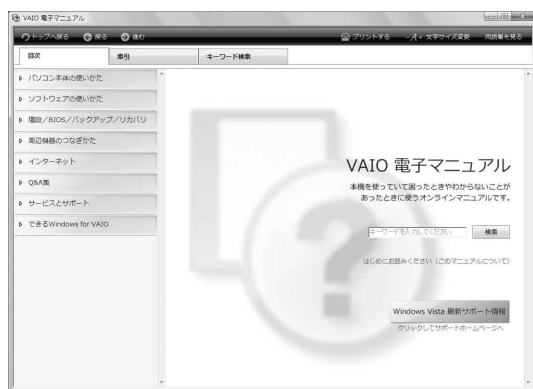 VAIO 電子マニュアル
トップへ戻る 戻る 進む プリントする -A+ 文字サイズ変更 用語集を見る
目次 索引 キーワード検索
パソコン本体の使いかた
ソフトウェアの使いかた
増設/BIOS/バックアップ/リカバリ
周辺機器のつなぎかた
インターネット
Q&A集
サービスとサポート
できるWindows for VAIO
VAIO 電子マニュアル
本機を使っていて困ったときやわからないことが
あったときに使うオンラインマニュアルです。
キーワードを入力してください 検索
はじめにお読みください（このマニュアルについて）
Windows Vista 最新サポート情報
クリックしてサポートホームページへ